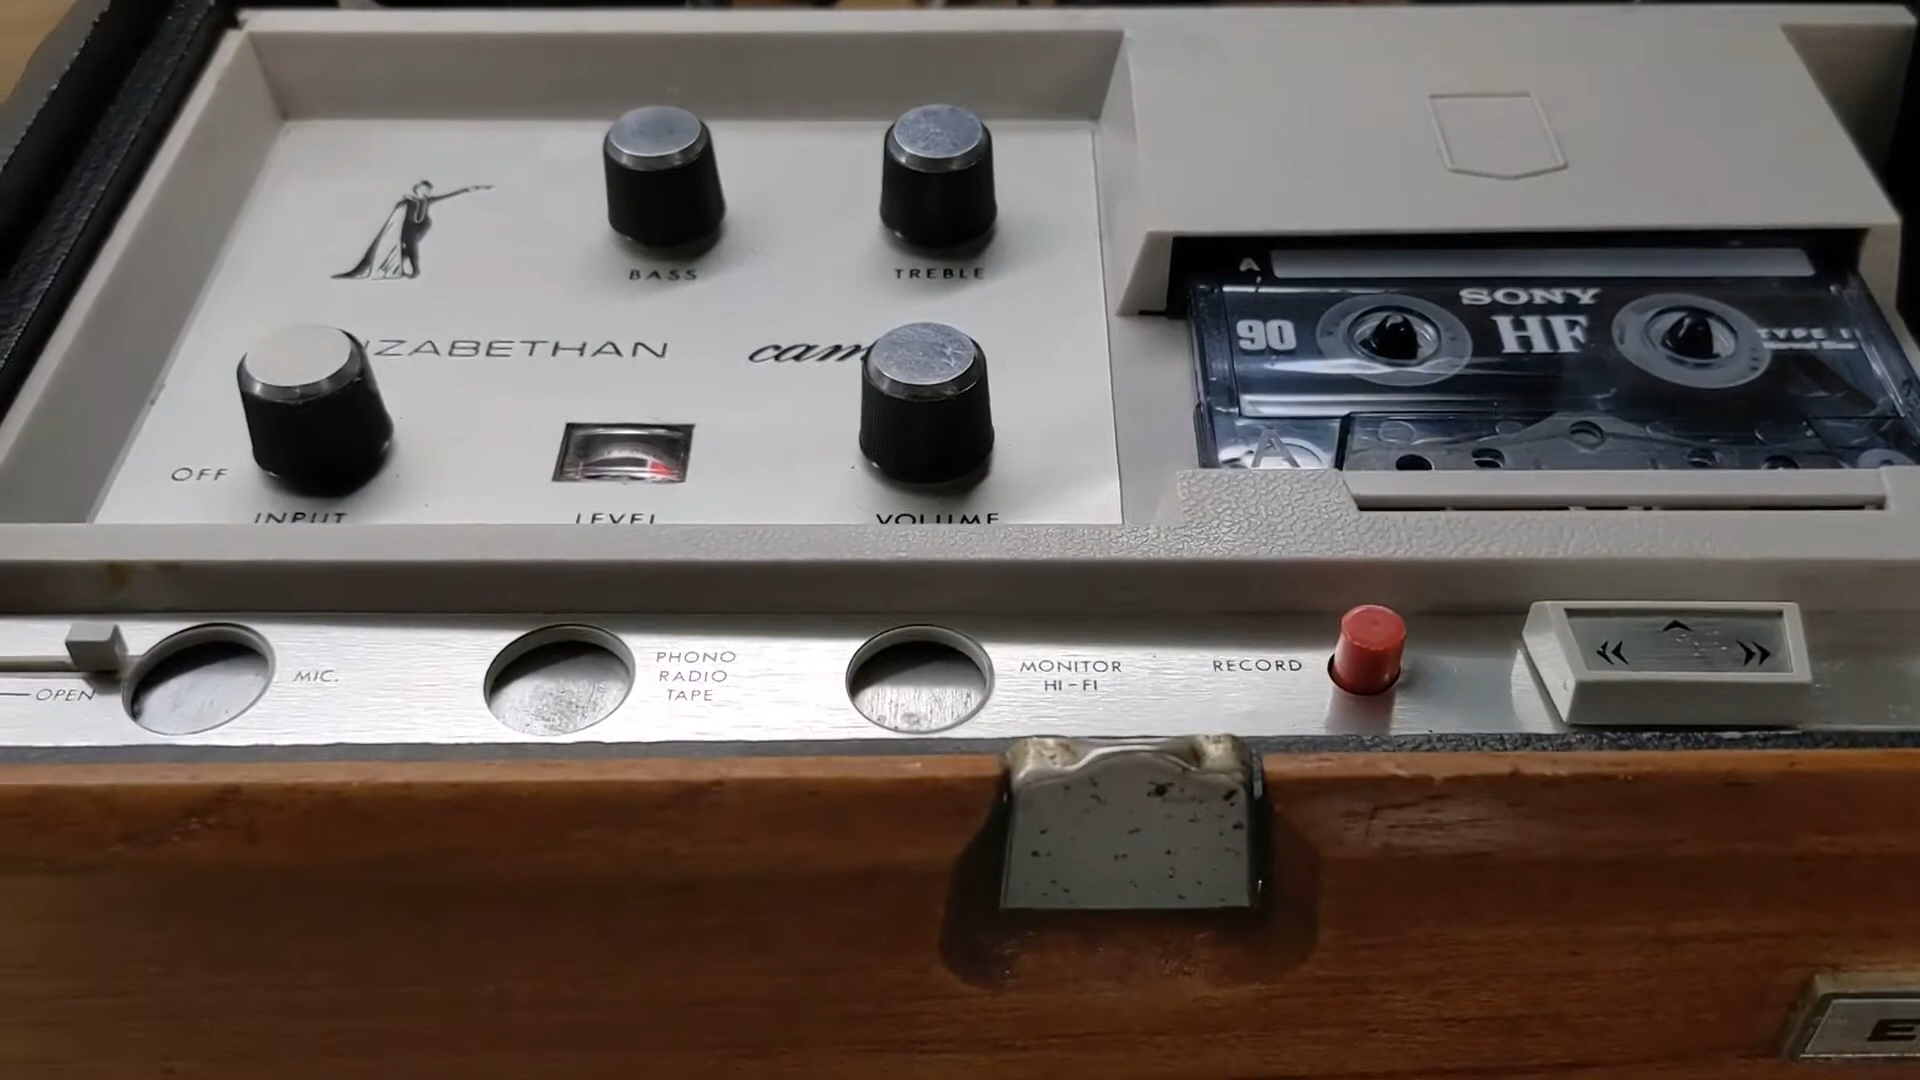 BASS
TREBLE
IZABETHAN cam
OFF
INPUT
LEVEL
VOLUME
A
SONY
90
HF
TYPE I
A
OPEN
MIC.
PHONO
RADIO
TAPE
MONITOR
HI-FI
RECORD
E